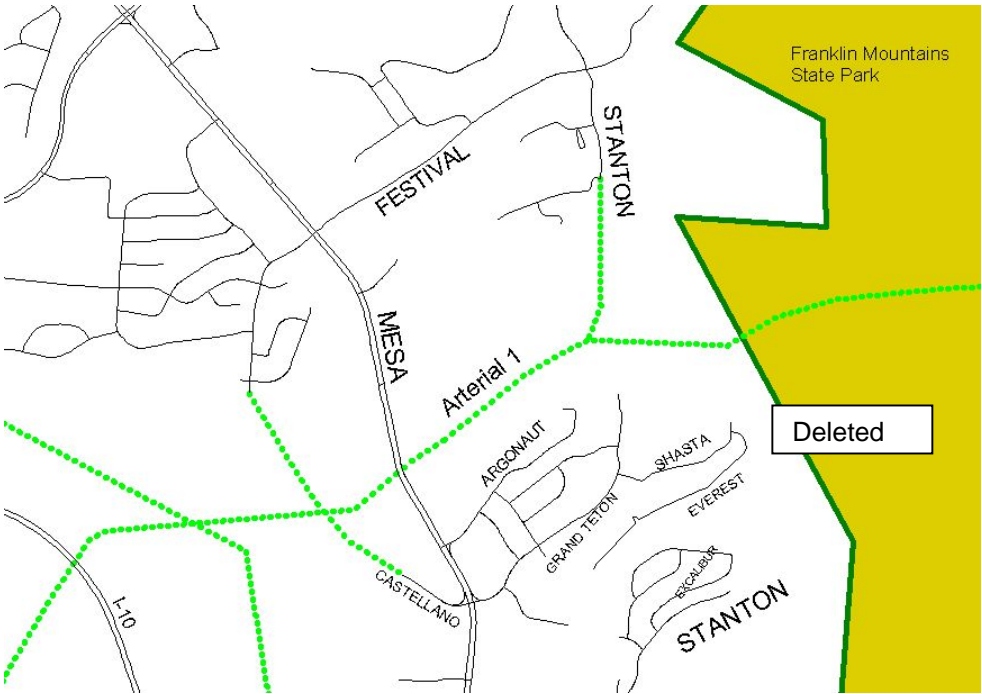 Franklin Mountains
State Park
STANTON
FESTIVAL
MESA
Arterial 1
Deleted
ARGONAUT
SHASTA
EVEREST
GRAND TETON
EXCALIBUR
CASTELLANO
I-10
STANTON